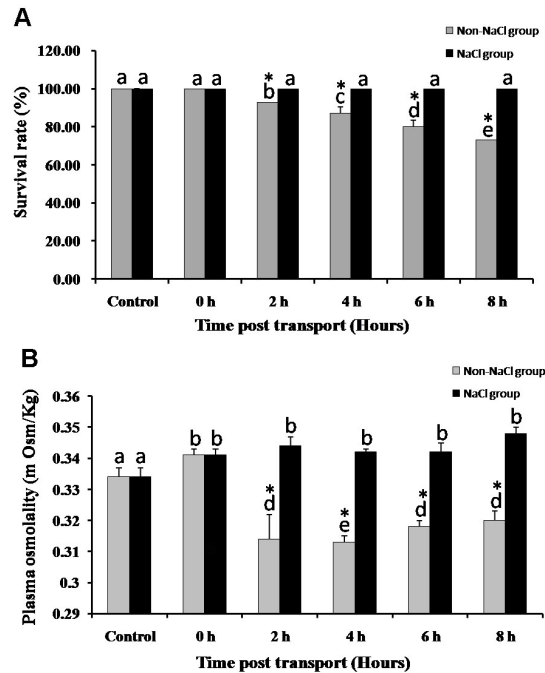 A
Non-NaCl group
NaCl group
120.00
100.00
80.00
60.00
40.00
20.00
0.00
Survival rate (%)
a a a a * b a * c a * d a * e a
Control 0 h 2 h 4 h 6 h 8 h
Time post transport (Hours)
B
Non-NaCl group
NaCl group
0.36
0.35
0.34
0.33
0.32
0.31
0.3
0.29
Plasma osmolality (m Osm/Kg)
a a b b * d b * e b * d b * d b
Control 0 h 2 h 4 h 6 h 8 h
Time post transport (Hours)